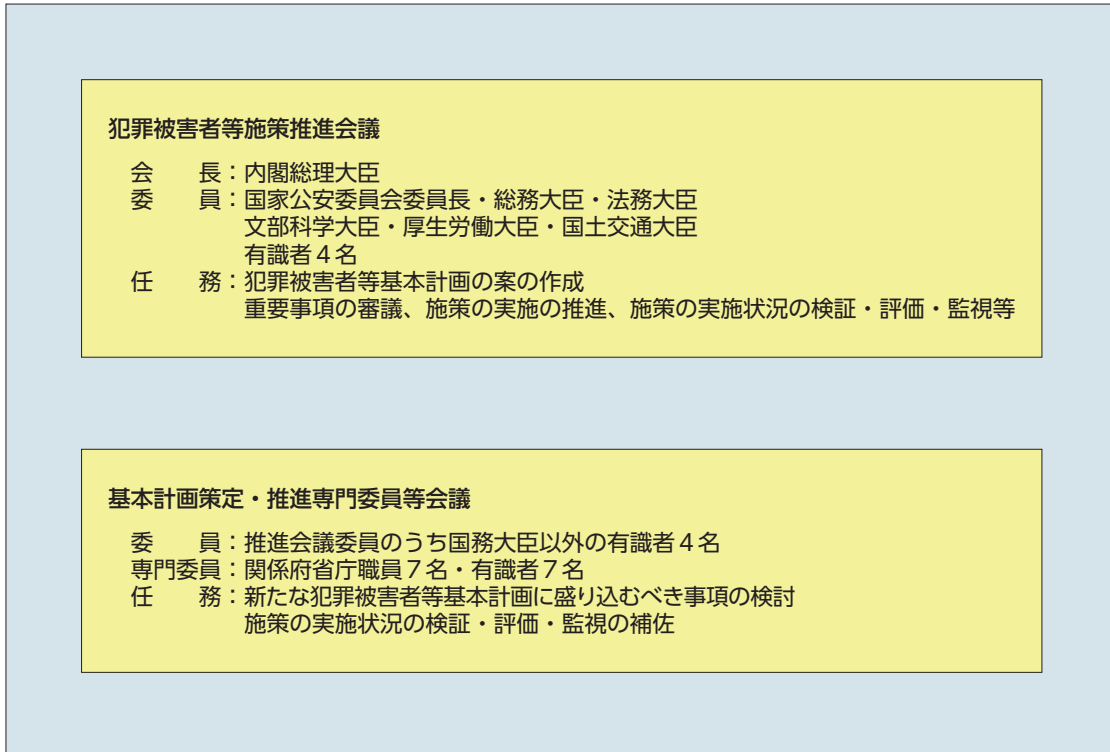 犯罪被害者等施策推進会議
会　　長：内閣総理大臣
委　　員：国家公安委員会委員長・総務大臣・法務大臣
文部科学大臣・厚生労働大臣・国土交通大臣
有識者４名
任　　務：犯罪被害者等基本計画の案の作成
重要事項の審議、施策の実施の推進、施策の実施状況の検証・評価・監視等
基本計画策定・推進専門委員等会議
委　　員：推進会議委員のうち国務大臣以外の有識者４名
専門委員：関係府省庁職員７名・有識者７名
任　　務：新たな犯罪被害者等基本計画に盛り込むべき事項の検討
施策の実施状況の検証・評価・監視の補佐